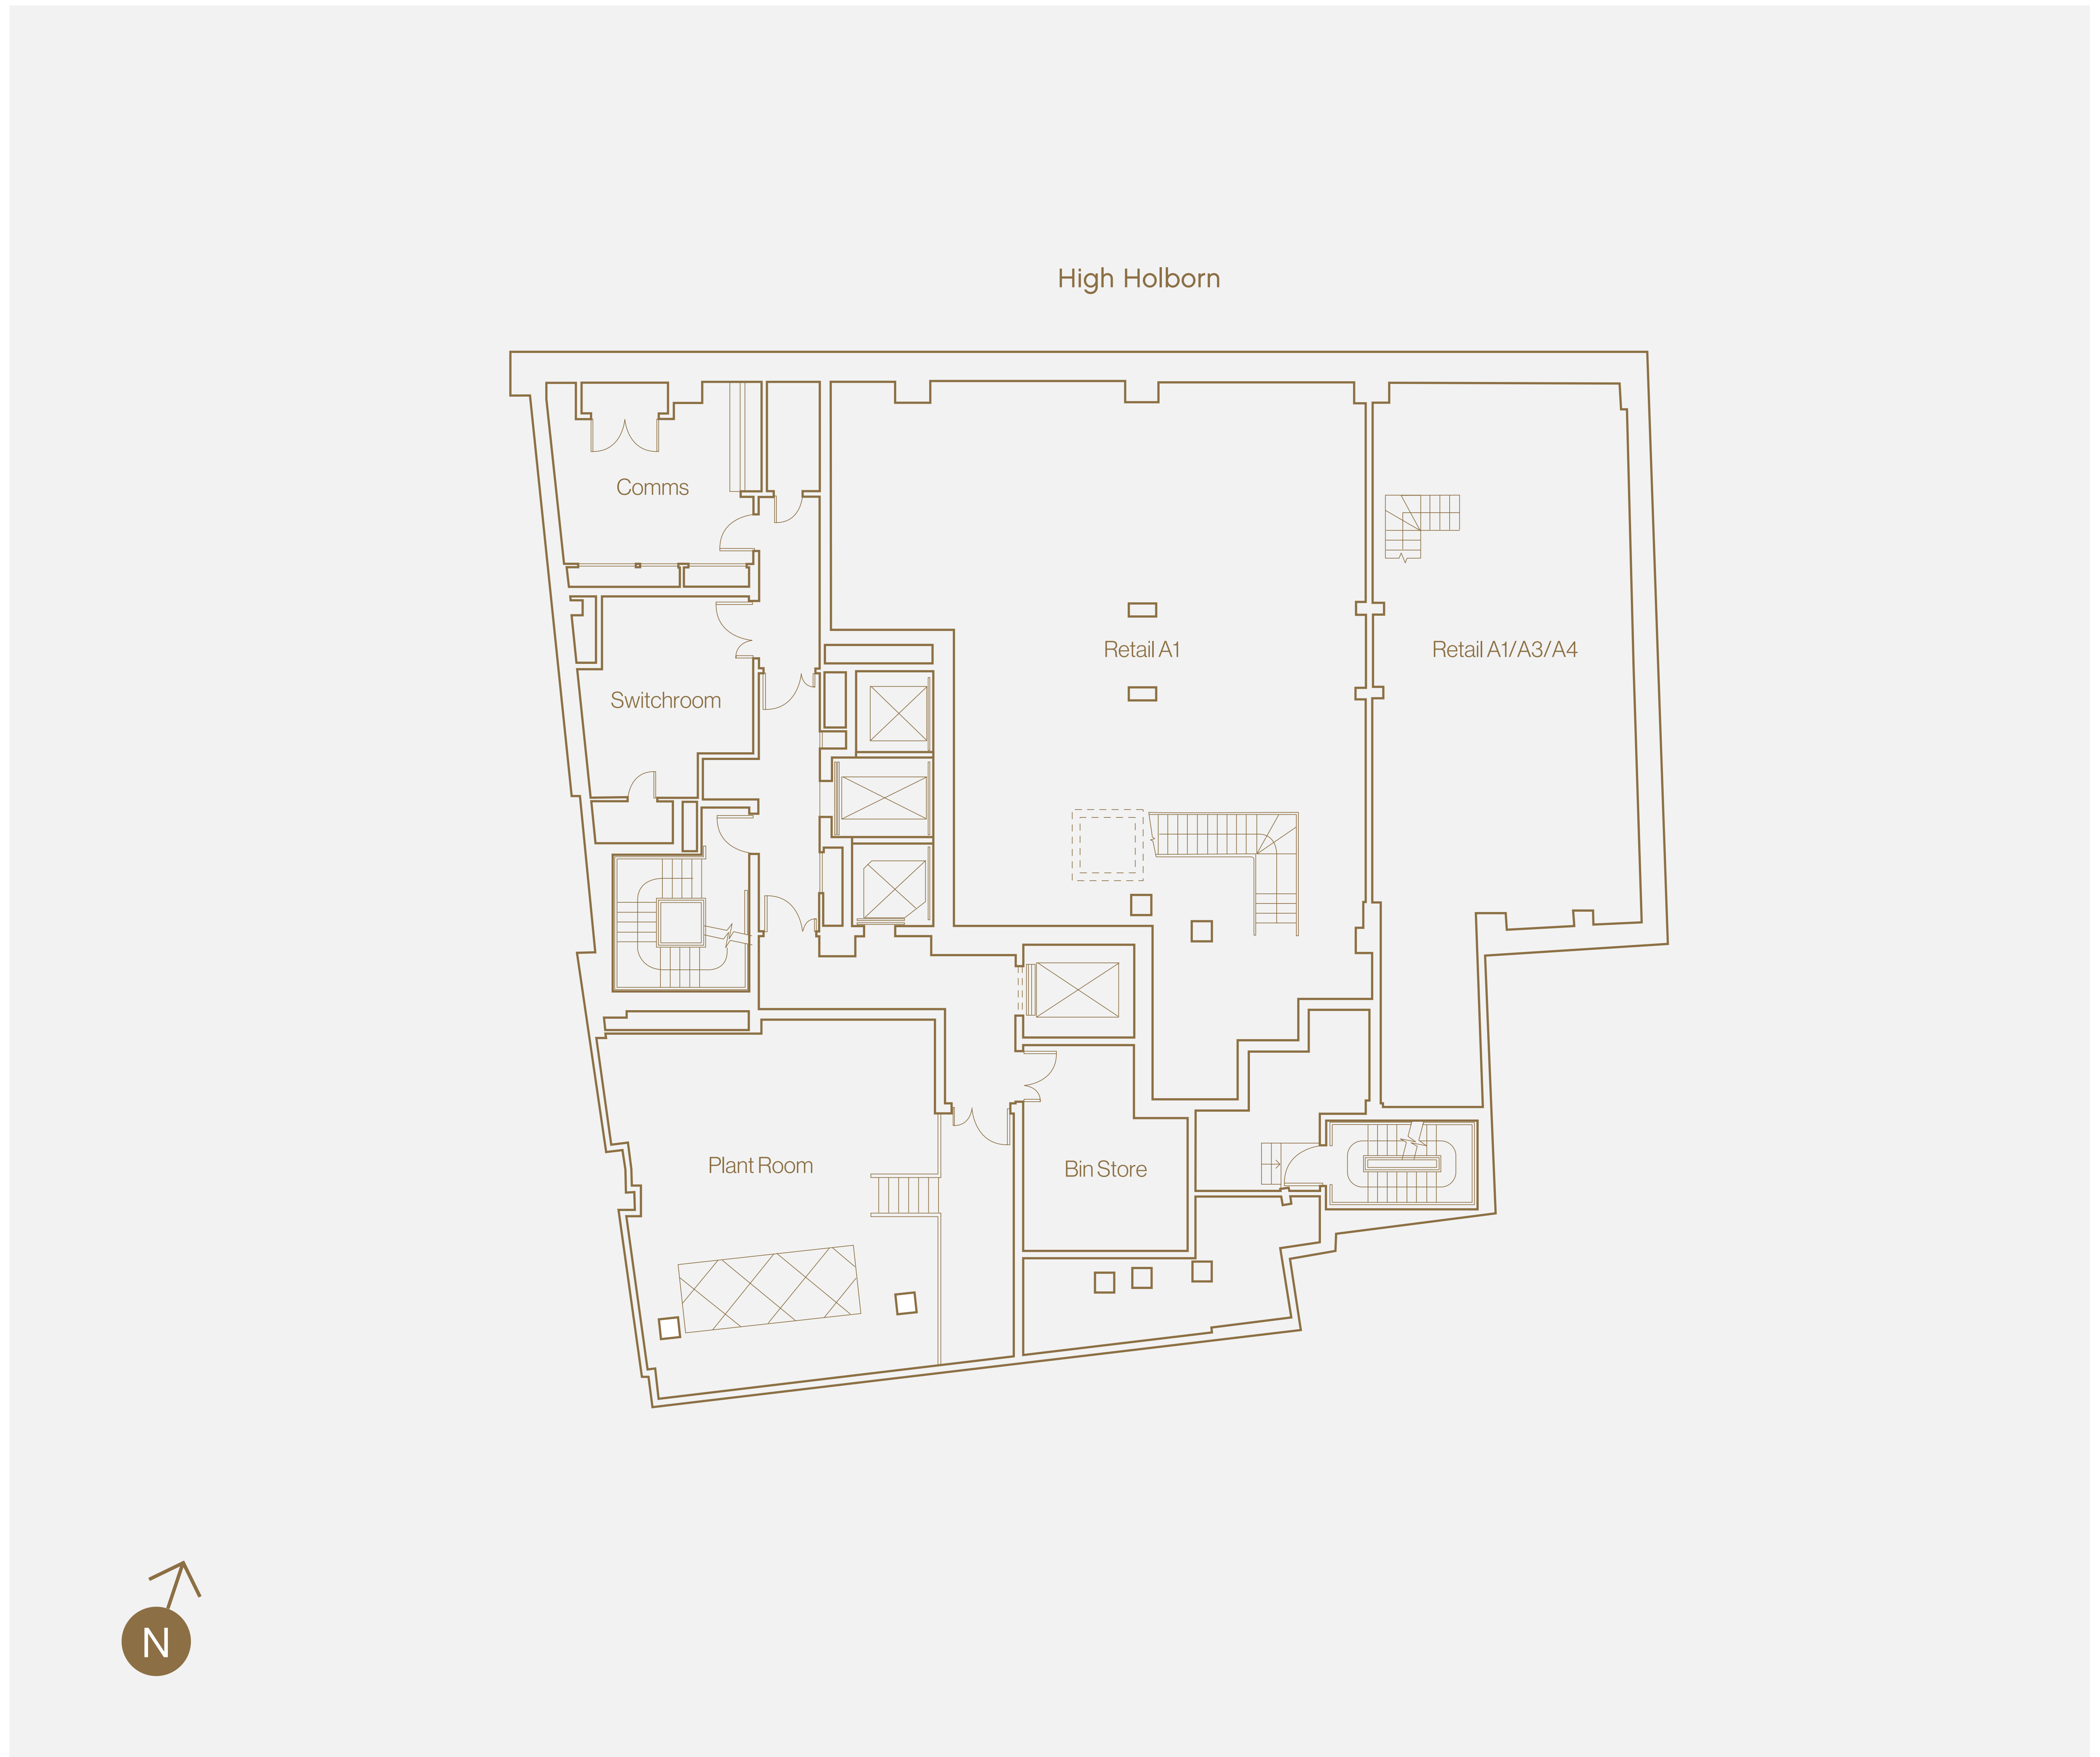 High Holborn
Comms
Retail A1
Retail A1/A3/A4
Switchroom
Plant Room
Bin Store
N